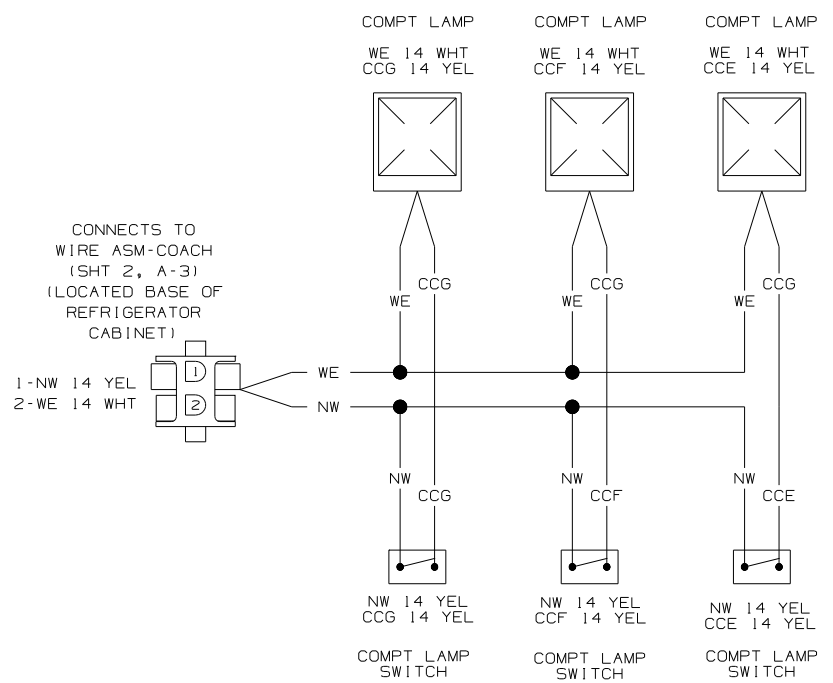 COMPT LAMP
COMPT LAMP
COMPT LAMP
WE 14 WHT
CCG 14 YEL
WE 14 WHT
CCF 14 YEL
WE 14 WHT
CCE 14 YEL
CONNECTS TO
WIRE ASM-COACH
(SHT 2, A-3)
(LOCATED BASE OF
REFRIGERATOR
CABINET)
WE
CCG
WE
CCG
WE
CCG
1-NW 14 YEL
2-WE 14 WHT
1
2
WE
NW
NW
CCG
NW
CCF
NW
CCE
NW 14 YEL
CCG 14 YEL
NW 14 YEL
CCF 14 YEL
NW 14 YEL
CCE 14 YEL
COMPT LAMP
SWITCH
COMPT LAMP
SWITCH
COMPT LAMP
SWITCH